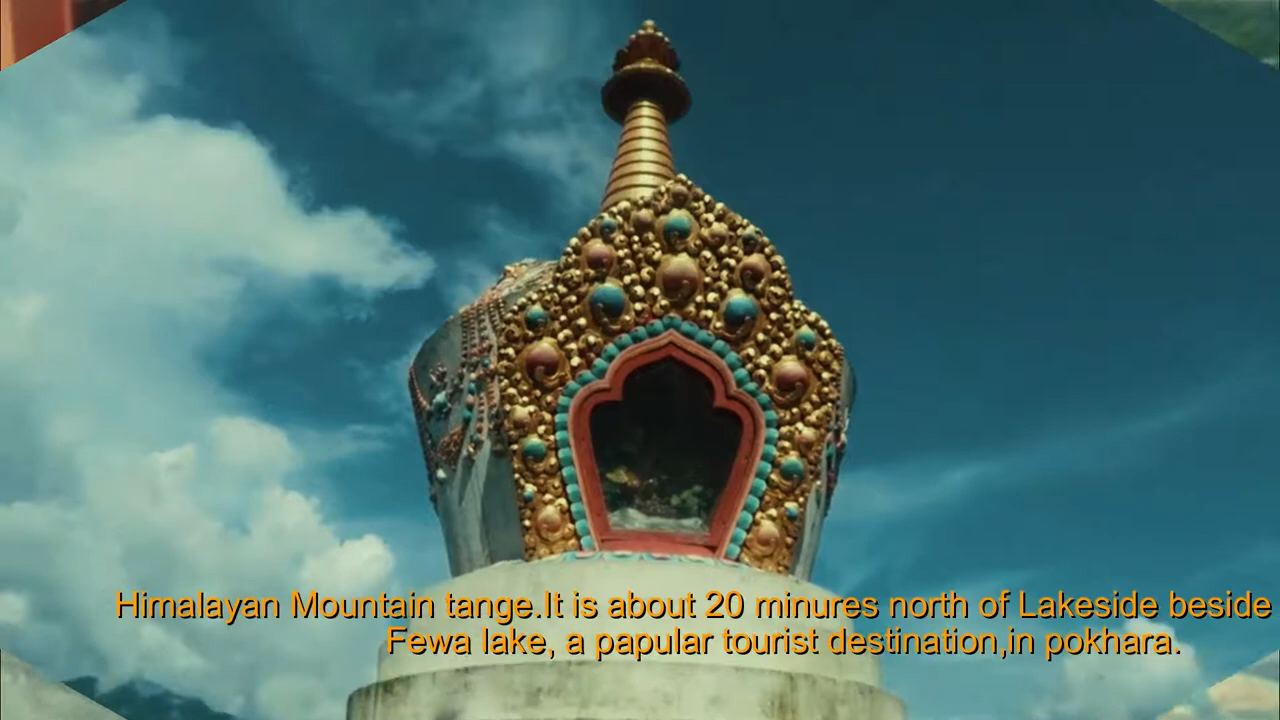 Himalayan Mountain tange.It is about 20 minures north of Lakeside beside
Fewa lake, a papular tourist destination,in pokhara.